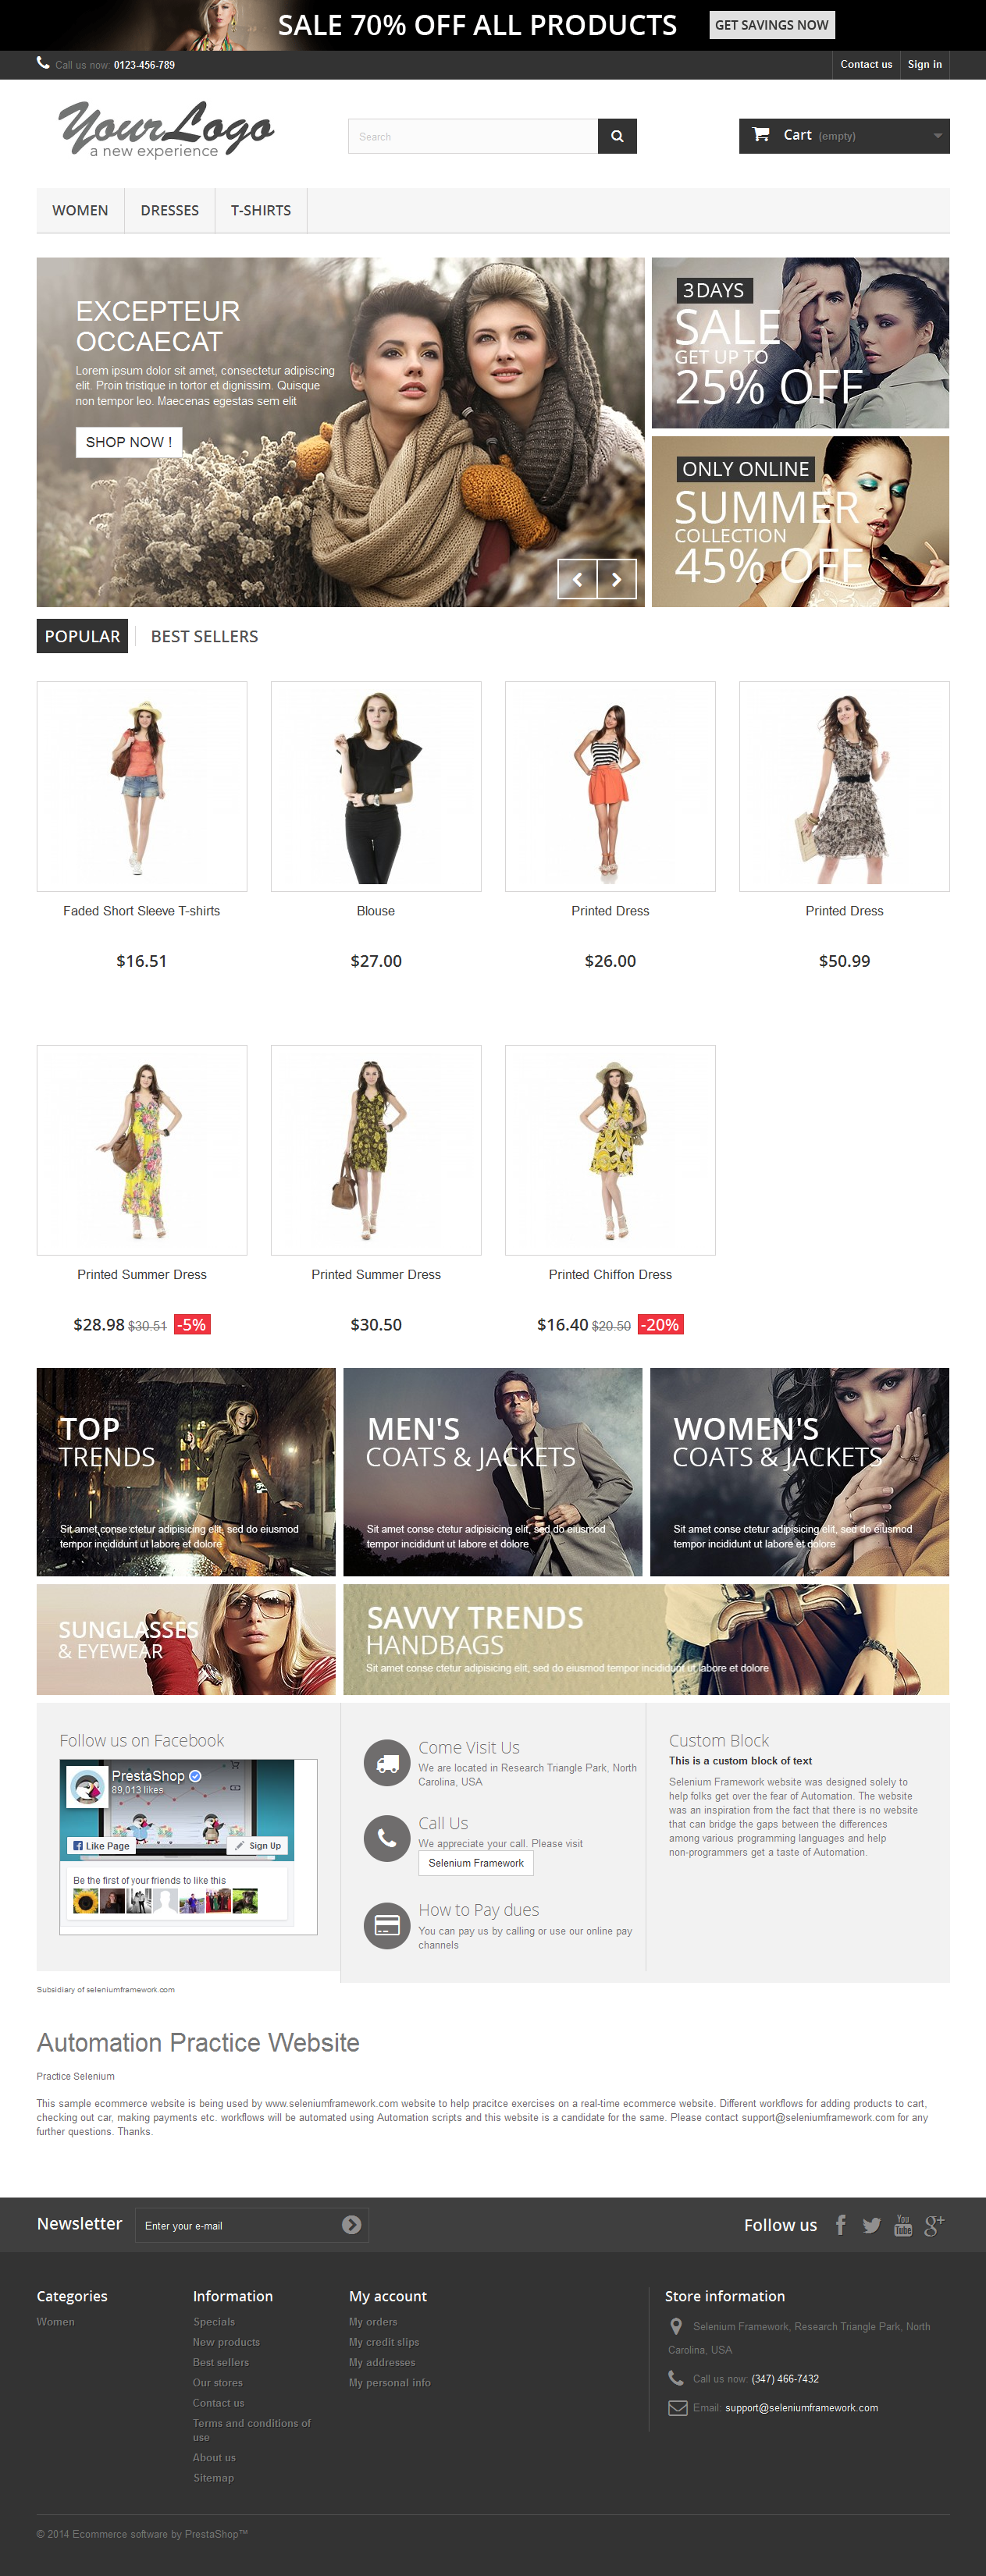 SALE 70% OFF ALL PRODUCTS
GET SAVINGS NOW
Call us now: 0123-456-789
Contact us
Sign in
YourLogo
a new experience
Search
Cart (empty)
WOMEN
DRESSES
T-SHIRTS
EXCEPTEUR
OCCAECAT
Lorem ipsum dolor sit amet, consectetur adipiscing
elit. Proin tristique in tortor et dignissim. Quisque
non tempor leo. Maecenas egestas sem elit
SHOP NOW !
3 DAYS
SALE
GET UP TO
25% OFF
ONLY ONLINE
SUMMER
COLLECTION
45% OFF
POPULAR
BEST SELLERS
Faded Short Sleeve T-shirts
$16.51
Blouse
$27.00
Printed Dress
$26.00
Printed Dress
$50.99
Printed Summer Dress
$28.98 $30.51 -5%
Printed Summer Dress
$30.50
Printed Chiffon Dress
$16.40 $20.50 -20%
TOP
TRENDS
Sit amet conse ctetur adipisicing elit, sed do eiusmod
tempor incididunt ut labore et dolore
MEN'S
COATS & JACKETS
Sit amet conse ctetur adipisicing elit, sed do eiusmod
tempor incididunt ut labore et dolore
WOMEN'S
COATS & JACKETS
Sit amet conse ctetur adipisicing elit, sed do eiusmod
tempor incididunt ut labore et dolore
SUNGLASSES
& EYEWEAR
SAVVY TRENDS
HANDBAGS
Sit amet conse ctetur adipisicing elit, sed do eiusmod tempor incididunt ut labore et dolore
Follow us on Facebook
PrestaShop
89,013 likes
Like Page
Sign Up
Be the first of your friends to like this
Come Visit Us
We are located in Research Triangle Park, North
Carolina, USA
Call Us
We appreciate your call. Please visit
Selenium Framework
How to Pay dues
You can pay us by calling or use our online pay
channels
Custom Block
This is a custom block of text
Selenium Framework website was designed solely to
help folks get over the fear of Automation. The website
was an inspiration from the fact that there is no website
that can bridge the gaps between the differences
among various programming languages and help
non-programmers get a taste of Automation.
Subsidiary of seleniumframework.com
Automation Practice Website
Practice Selenium
This sample ecommerce website is being used by www.seleniumframework.com website to help pracitce exercises on a real-time ecommerce website. Different workflows for adding products to cart,
checking out car, making payments etc. workflows will be automated using Automation scripts and this website is a candidate for the same. Please contact support@seleniumframework.com for any
further questions. Thanks.
Newsletter
Enter your e-mail
Follow us
You
Tube
Categories
Women
Information
Specials
New products
Best sellers
Our stores
Contact us
Terms and conditions of
use
About us
Sitemap
My account
My orders
My credit slips
My addresses
My personal info
Store information
Selenium Framework, Research Triangle Park, North
Carolina, USA
Call us now: (347) 466-7432
Email: support@seleniumframework.com
© 2014 Ecommerce software by PrestaShop™